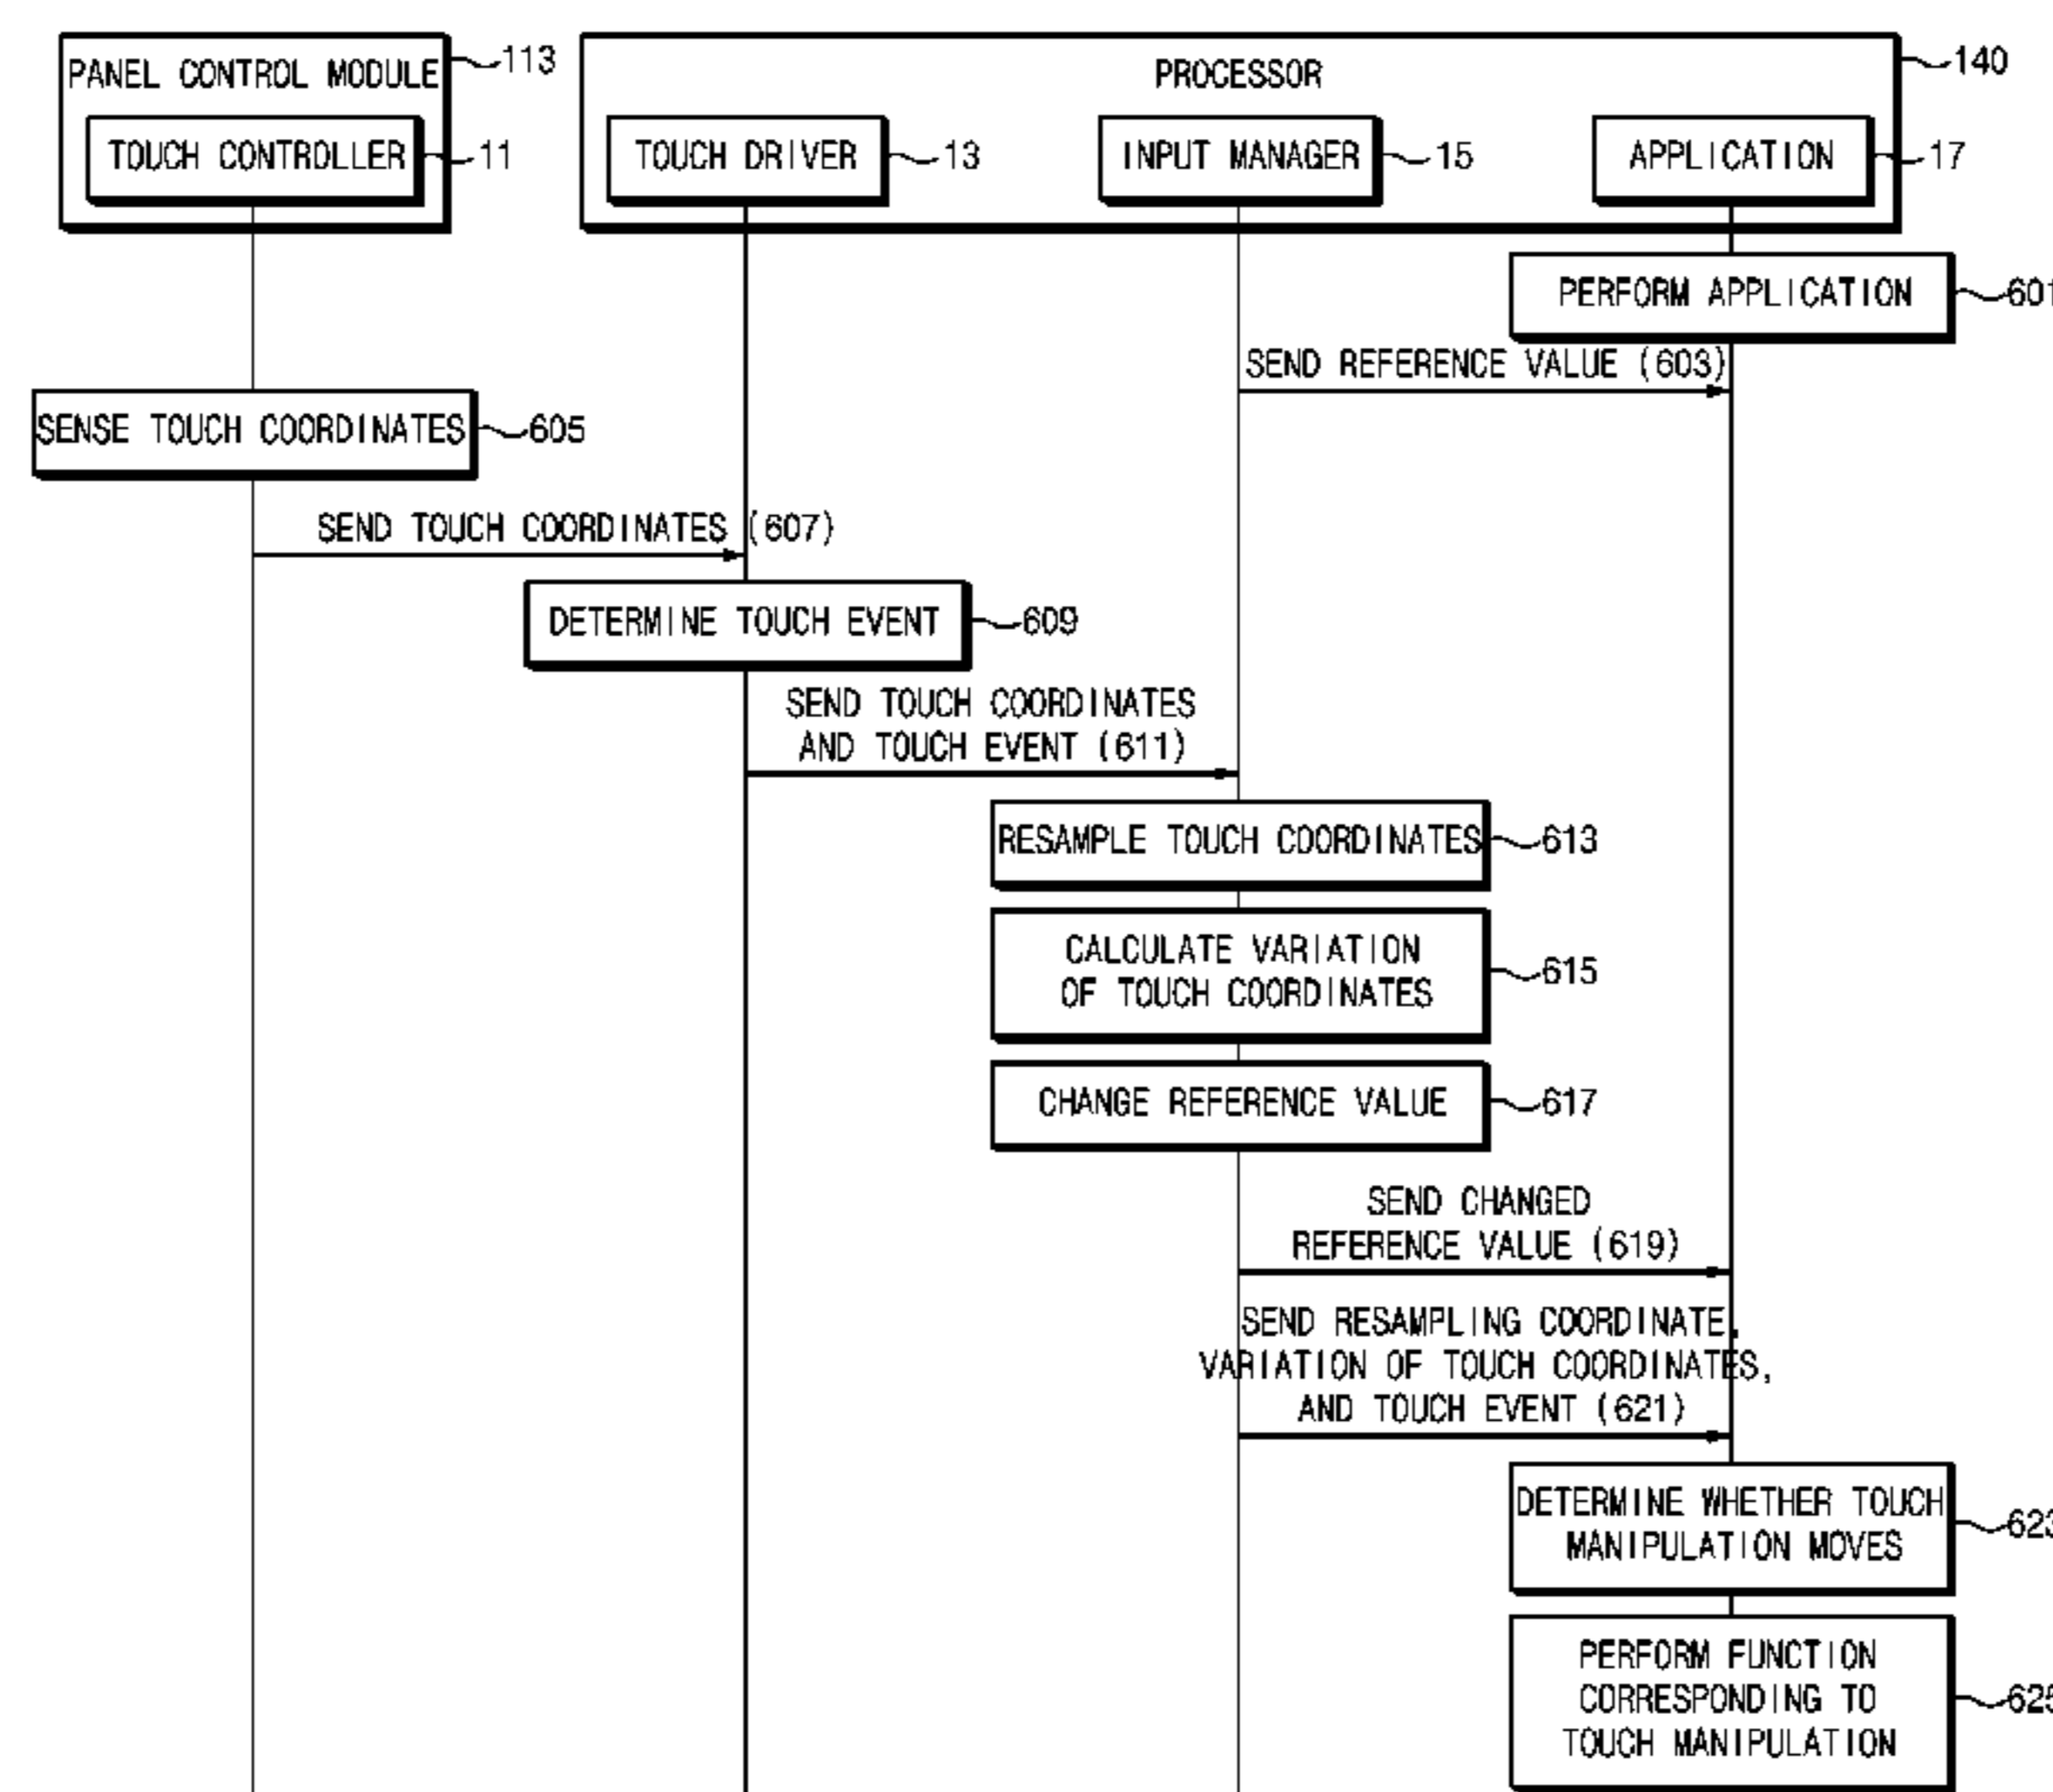 PANEL CONTROL MODULE
113
PROCESSOR
140
TOUCH CONTROLLER
11
TOUCH DRIVER
13
INPUT MANAGER
15
APPLICATION
17
PERFORM APPLICATION
601
SEND REFERENCE VALUE (603)
SENSE TOUCH COORDINATES
605
SEND TOUCH COORDINATES (607)
DETERMINE TOUCH EVENT
609
SEND TOUCH COORDINATES
AND TOUCH EVENT (611)
RESAMPLE TOUCH COORDINATES
613
CALCULATE VARIATION
OF TOUCH COORDINATES
615
CHANGE REFERENCE VALUE
617
SEND CHANGED
REFERENCE VALUE (619)
SEND RESAMPLING COORDINATE,
VARIATION OF TOUCH COORDINATES,
AND TOUCH EVENT (621)
DETERMINE WHETHER TOUCH
MANIPULATION MOVES
623
PERFORM FUNCTION
CORRESPONDING TO
TOUCH MANIPULATION
625